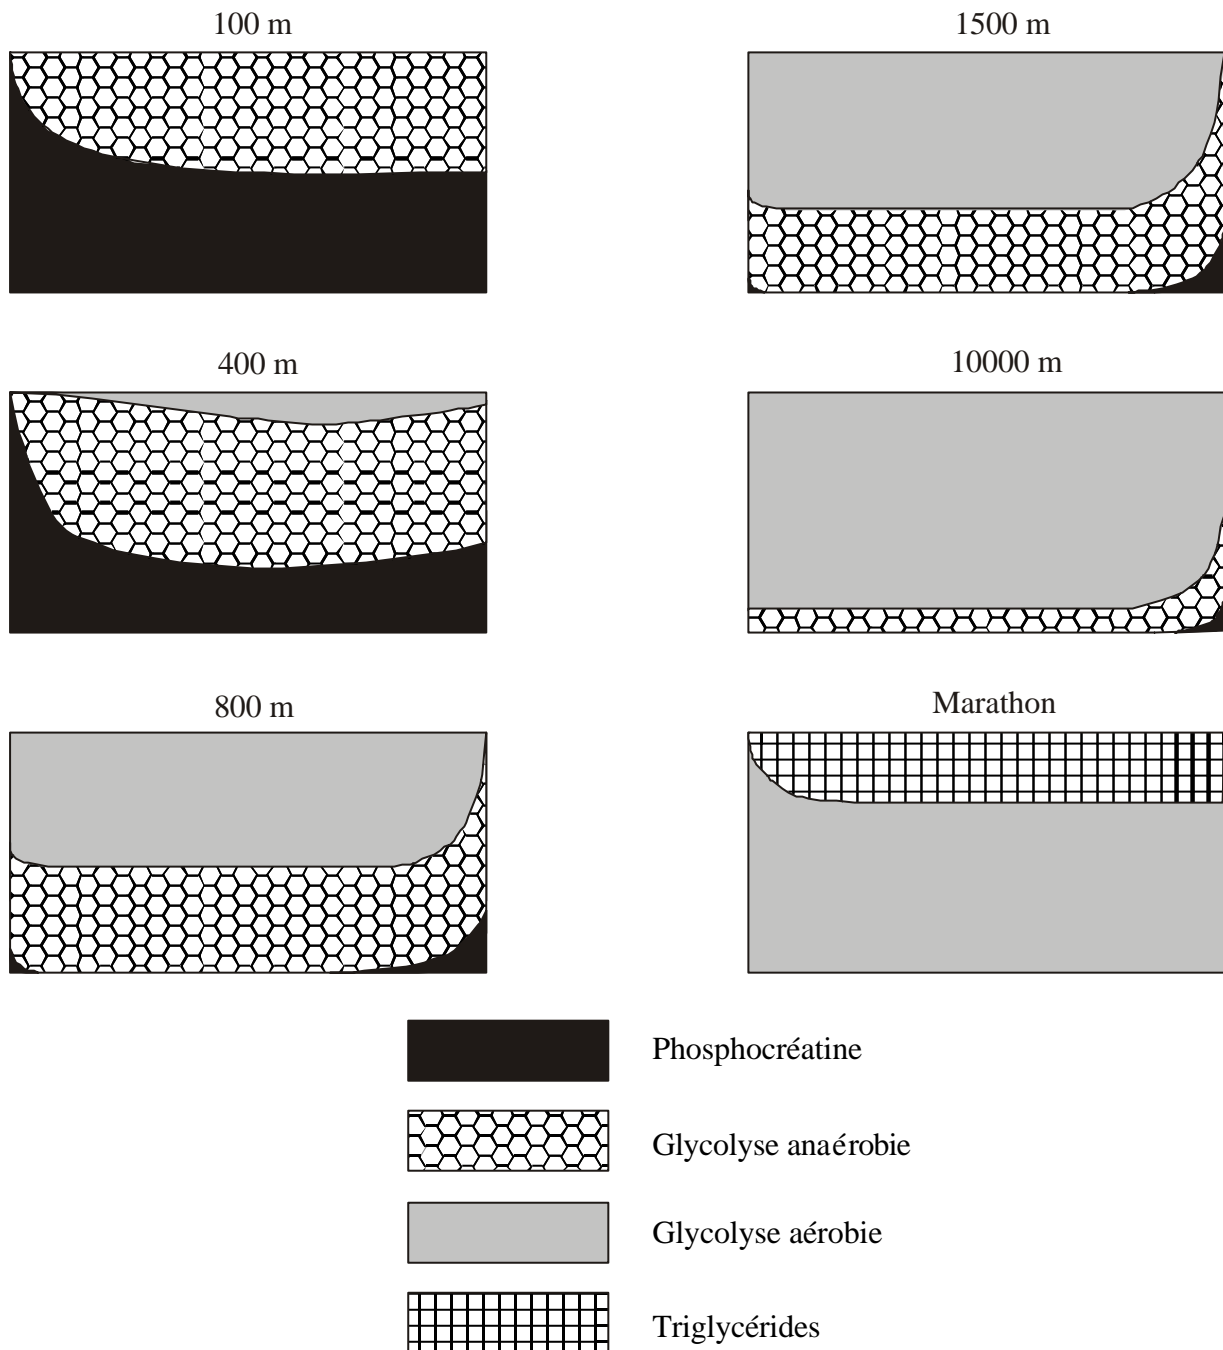 100 m
1500 m
400 m
10000 m
800 m
Marathon
Phosphocréatine
Glycolyse anaérobie
Glycolyse aérobie
Triglycérides